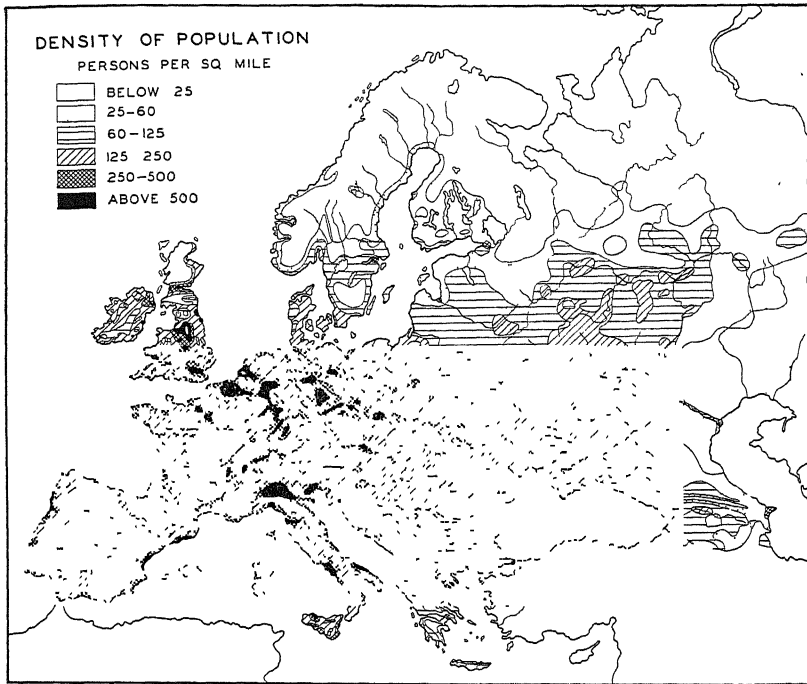 DENSITY OF POPULATION
PERSONS PER SQ MILE
BELOW 25
25-60
60-125
125 250
250-500
ABOVE 500